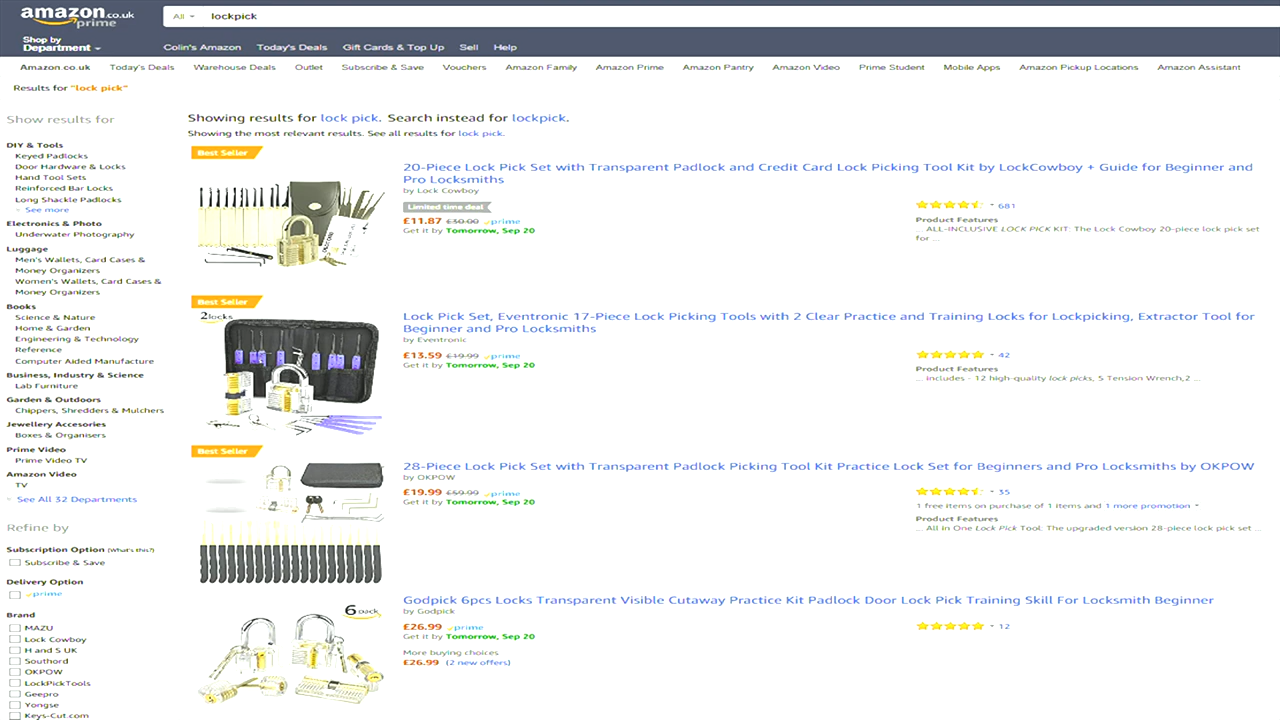 amazon.co.uk
prime
All
lockpick
Shop by
Department
Colin's Amazon Today's Deals Gift Cards & Top Up Sell Help
Amazon.co.uk Today's Deals Warehouse Deals Outlet Subscribe & Save Vouchers Amazon Family Amazon Prime Amazon Pantry Amazon Video Prime Student Mobile Apps Amazon Pickup Locations Amazon Assistant
Results for "lock pick"
Show results for
DIY & Tools
Keyed Padlocks
Door Hardware & Locks
Hand Tool Sets
Reinforced Bar Locks
Long Shackle Padlocks
See more
Electronics & Photo
Underwater Photography
Luggage
Men's Wallets, Card Cases &
Money Organizers
Women's Wallets, Card Cases &
Money Organizers
Books
Science & Nature
Home & Garden
Engineering & Technology
Reference
Computer Aided Manufacture
Business, Industry & Science
Lab Furniture
Garden & Outdoors
Chippers, Shredders & Mulchers
Jewellery Accesories
Boxes & Organisers
Prime Video
Prime Video TV
Amazon Video
TV
See All 32 Departments
Refine by
Subscription Option (What's this?)
Subscribe & Save
Delivery Option
prime
Brand
MAZU
Lock Cowboy
H and S UK
Southord
OKPOW
LockPickTools
Geepro
Yongse
Keys-Cut.com
Showing results for lock pick. Search instead for lockpick.
Showing the most relevant results. See all results for lock pick.
Best Seller
20-Piece Lock Pick Set with Transparent Padlock and Credit Card Lock Picking Tool Kit by LockCowboy + Guide for Beginner and
Pro Locksmiths
by Lock Cowboy
Limited time deal
£11.87 £30.00 prime
Get it by Tomorrow, Sep 20
681
Product Features
... ALL-INCLUSIVE LOCK PICK KIT: The Lock Cowboy 20-piece lock pick set
for ...
Best Seller
2 locks
Lock Pick Set, Eventronic 17-Piece Lock Picking Tools with 2 Clear Practice and Training Locks for Lockpicking, Extractor Tool for
Beginner and Pro Locksmiths
by Eventronic
£13.59 £19.99 prime
Get it by Tomorrow, Sep 20
42
Product Features
... includes - 12 high-quality lock picks, 5 Tension Wrench,2 ...
Best Seller
28-Piece Lock Pick Set with Transparent Padlock Picking Tool Kit Practice Lock Set for Beginners and Pro Locksmiths by OKPOW
by OKPOW
£19.99 £59.99 prime
Get it by Tomorrow, Sep 20
35
1 free items on purchase of 1 items and 1 more promotion
Product Features
... All in One Lock Pick Tool: The upgraded version 28-piece lock pick set ...
6 pack
Godpick 6pcs Locks Transparent Visible Cutaway Practice Kit Padlock Door Lock Pick Training Skill For Locksmith Beginner
by Godpick
£26.99 prime
Get it by Tomorrow, Sep 20
12
More buying choices
£26.99 (2 new offers)